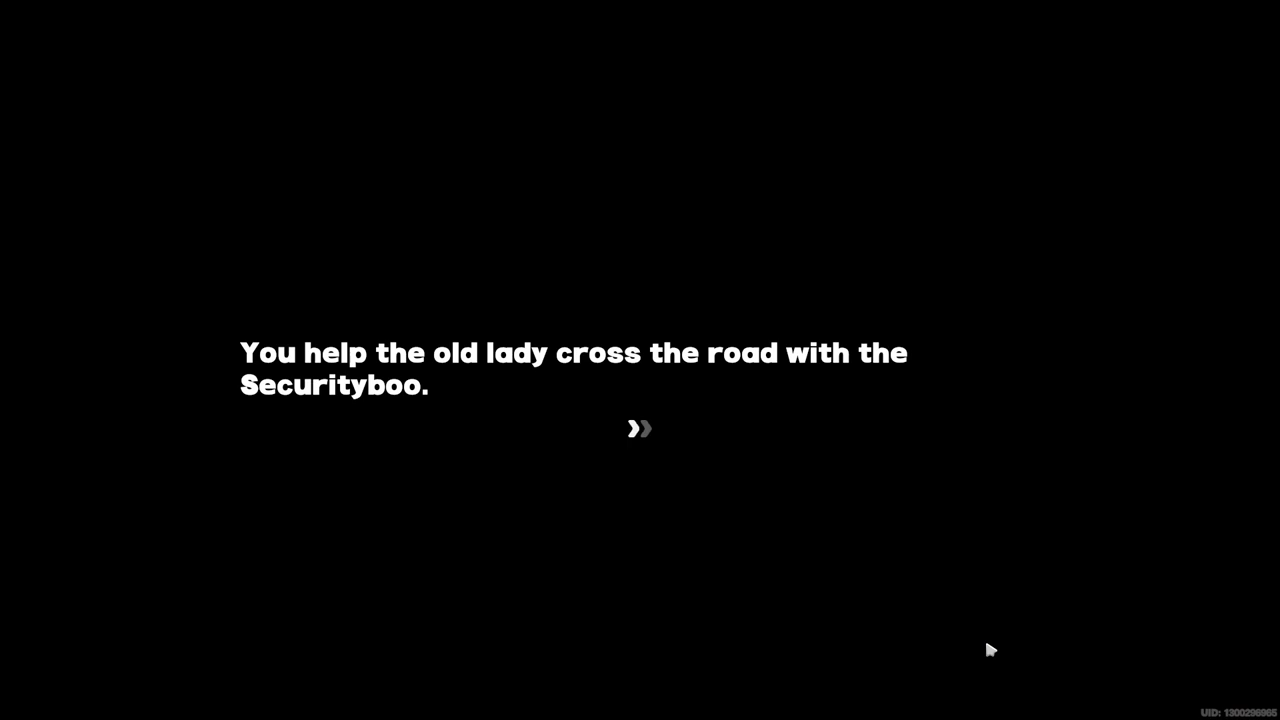 You help the old lady cross the road with the
Securityboo.
UID: 1300296965